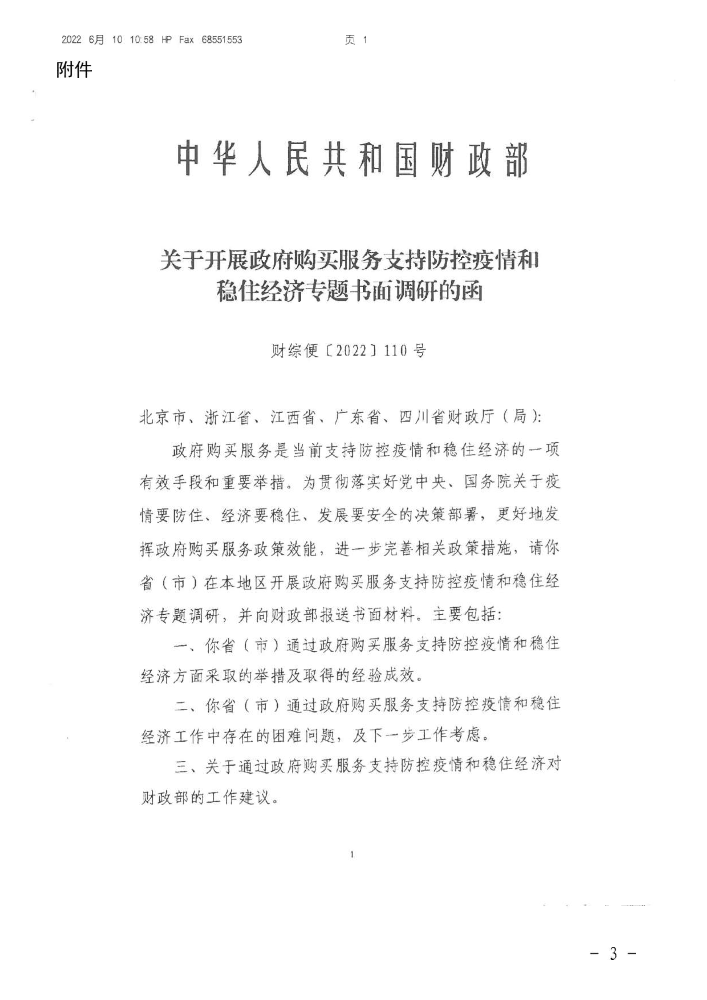 2022 6月 10 10:58 HP Fax 68551553 页 1
附件
中华人民共和国财政部
关于开展政府购买服务支持防控疫情和
稳住经济专题书面调研的函
财综便〔2022〕110 号
北京市、浙江省、江西省、广东省、四川省财政厅（局）：
政府购买服务是当前支持防控疫情和稳住经济的一项
有效手段和重要举措。为贯彻落实好党中央、国务院关于疫
情要防住、经济要稳住、发展要安全的决策部署，更好地发
挥政府购买服务政策效能，进一步完善相关政策措施，请你
省（市）在本地区开展政府购买服务支持防控疫情和稳住经
济专题调研，并向财政部报送书面材料。主要包括：
一、你省（市）通过政府购买服务支持防控疫情和稳住
经济方面采取的举措及取得的经验成效。
二、你省（市）通过政府购买服务支持防控疫情和稳住
经济工作中存在的困难问题，及下一步工作考虑。
三、关于通过政府购买服务支持防控疫情和稳住经济对
财政部的工作建议。
1
- 3 -